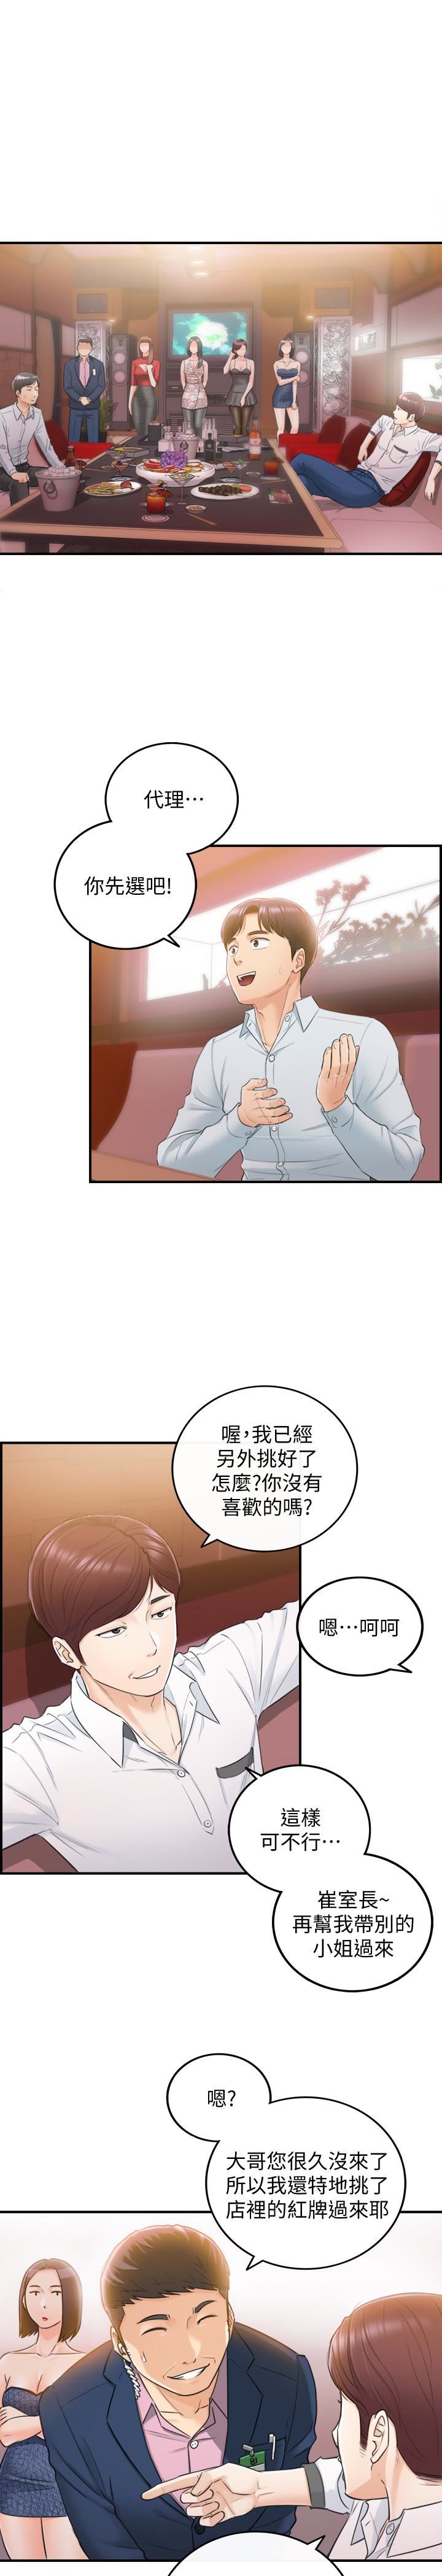 代理⋯
你先選吧!
喔,我已經
另外挑好了
怎麼?你沒有
喜歡的嗎?
嗯⋯呵呵
這樣
可不行⋯
崔室長~
再幫我帶別的
小姐過來
嗯?
大哥您很久沒來了
所以我還特地挑了
店裡的紅牌過來耶